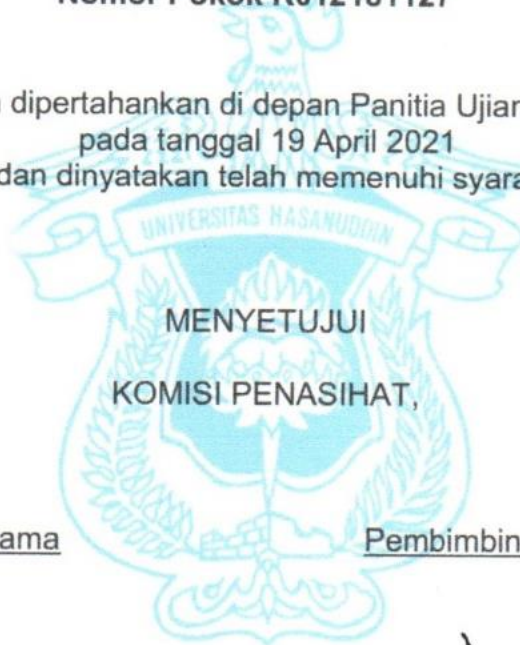 dipertahankan di depan Panitia Ujian
pada tanggal 19 April 2021
dan dinyatakan telah memenuhi syara
UNIVERSITAS HASANUDDIN
MENYETUJUI
KOMISI PENASIHAT,
ama
Pembimbin